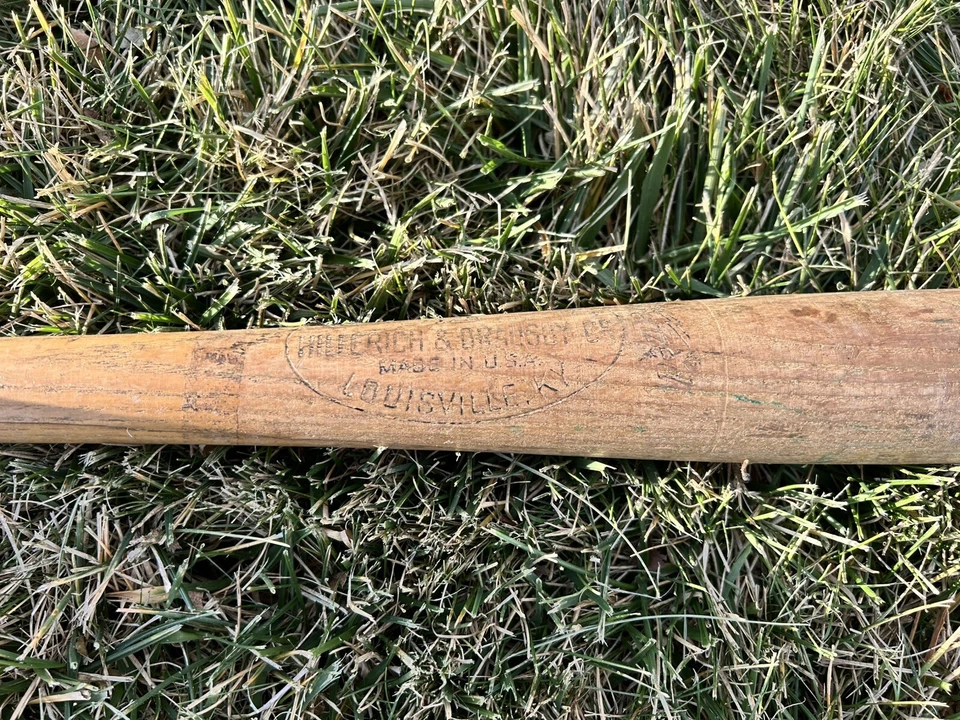 HILLERICH & BRADSBY Co
MADE IN U.S.A.
LOUISVILLE, KY.